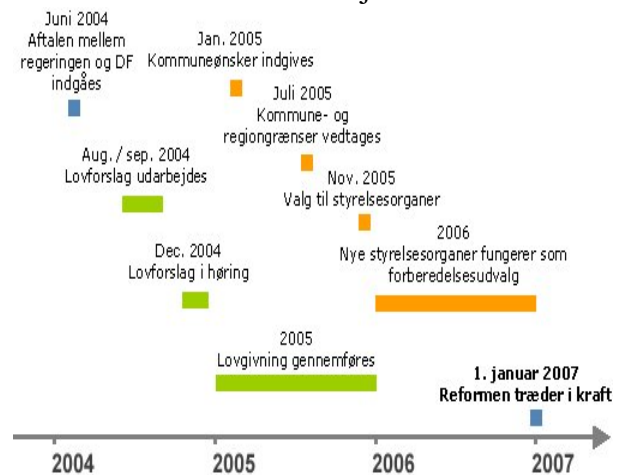 Juni 2004
Aftalen mellem
regeringen og DF
indgåes
Jan. 2005
Kommuneønsker indgives
Juli 2005
Kommune- og
regiongrænser vedtages
Aug. / sep. 2004
Lovforslag udarbejdes
Nov. 2005
Valg til styrelsesorganer
2006
Nye styrelsesorganer fungerer som
forberedelsesudvalg
Dec. 2004
Lovforslag i høring
2005
Lovgivning gennemføres
1. januar 2007
Reformen træder i kraft
2004
2005
2006
2007